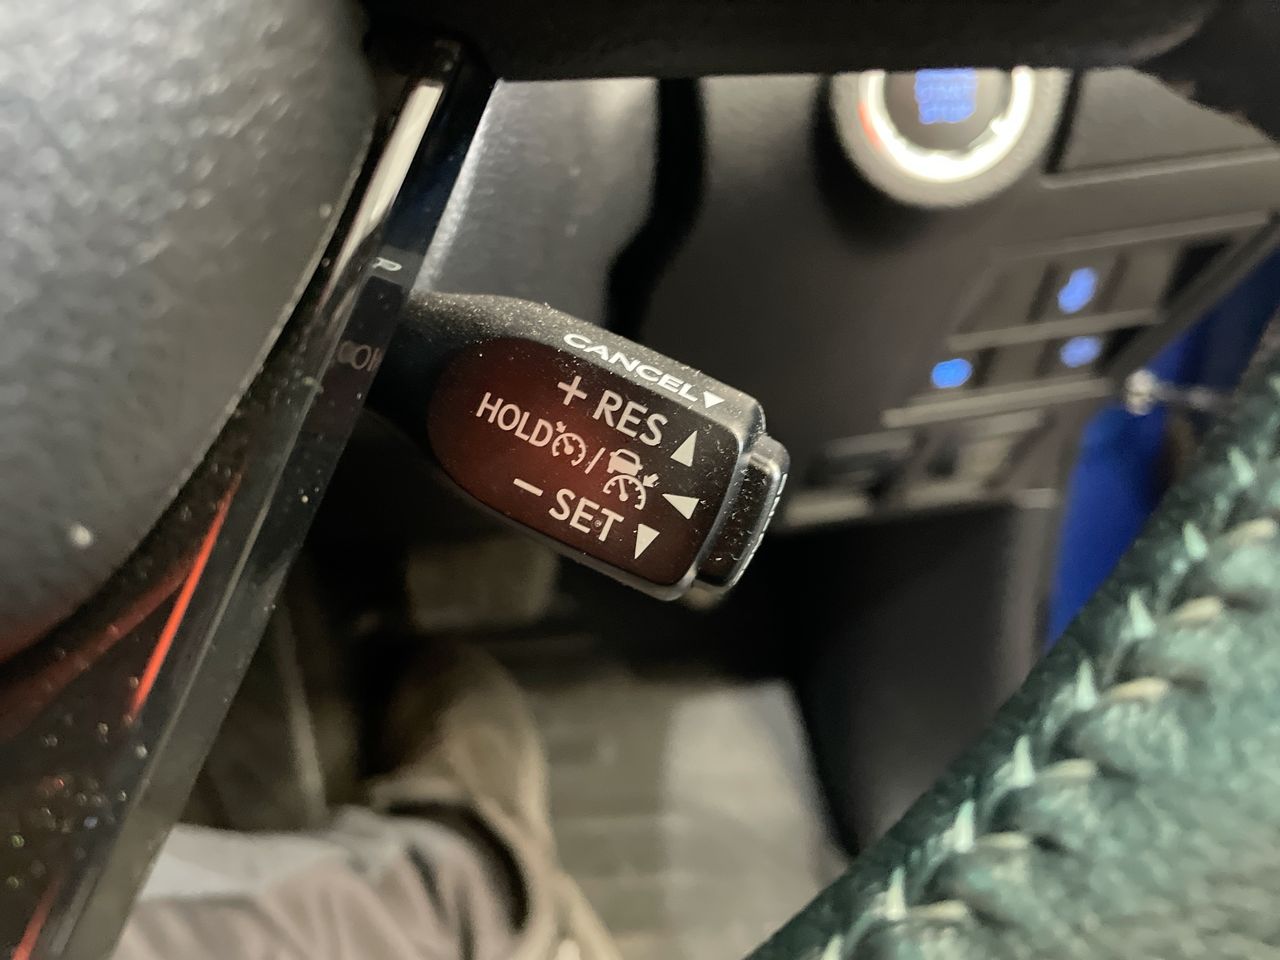 CANCEL▼
+ RES ▲
HOLD / ◀
− SET ▼